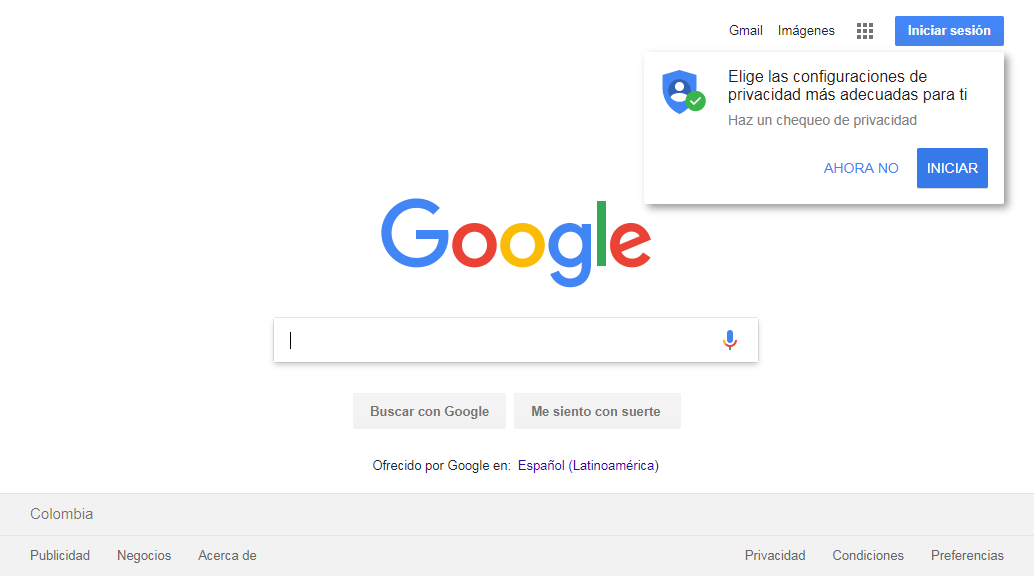 Gmail Imágenes Iniciar sesión
Elige las configuraciones de
privacidad más adecuadas para ti
Haz un chequeo de privacidad
AHORA NO INICIAR
Google
Buscar con Google Me siento con suerte
Ofrecido por Google en: Español (Latinoamérica)
Colombia
Publicidad Negocios Acerca de Privacidad Condiciones Preferencias